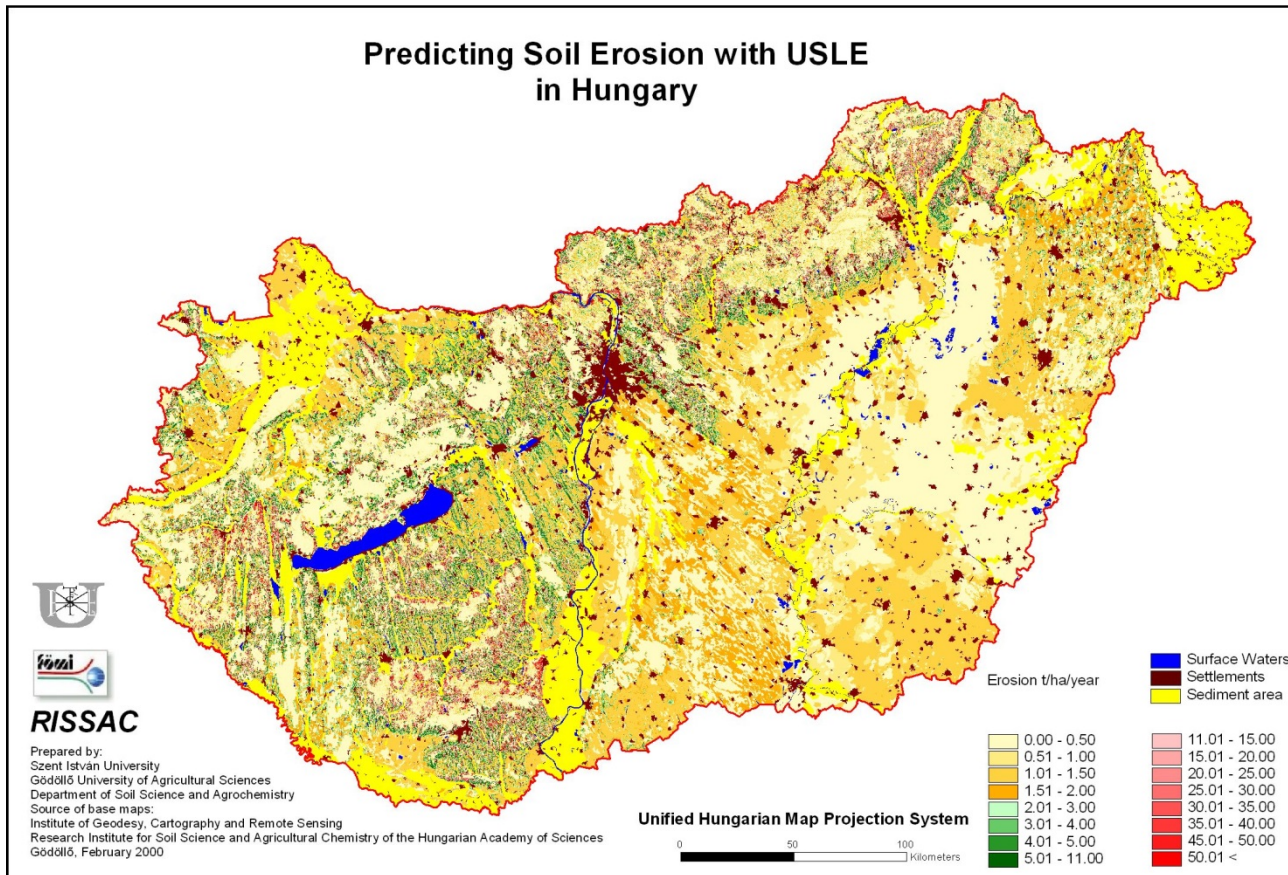 Predicting Soil Erosion with USLE
in Hungary
fömi
RISSAC
Prepared by:
Szent István University
Gödöllő University of Agricultural Sciences
Department of Soil Science and Agrochemistry
Source of base maps:
Institute of Geodesy, Cartography and Remote Sensing
Research Institute for Soil Science and Agricultural Chemistry of the Hungarian Academy of Sciences
Gödöllő, February 2000
Unified Hungarian Map Projection System
0 50 100
Kilometers
Erosion t/ha/year
Surface Waters
Settlements
Sediment area
0.00 - 0.50
0.51 - 1.00
1.01 - 1.50
1.51 - 2.00
2.01 - 3.00
3.01 - 4.00
4.01 - 5.00
5.01 - 11.00
11.01 - 15.00
15.01 - 20.00
20.01 - 25.00
25.01 - 30.00
30.01 - 35.00
35.01 - 40.00
45.01 - 50.00
50.01 <